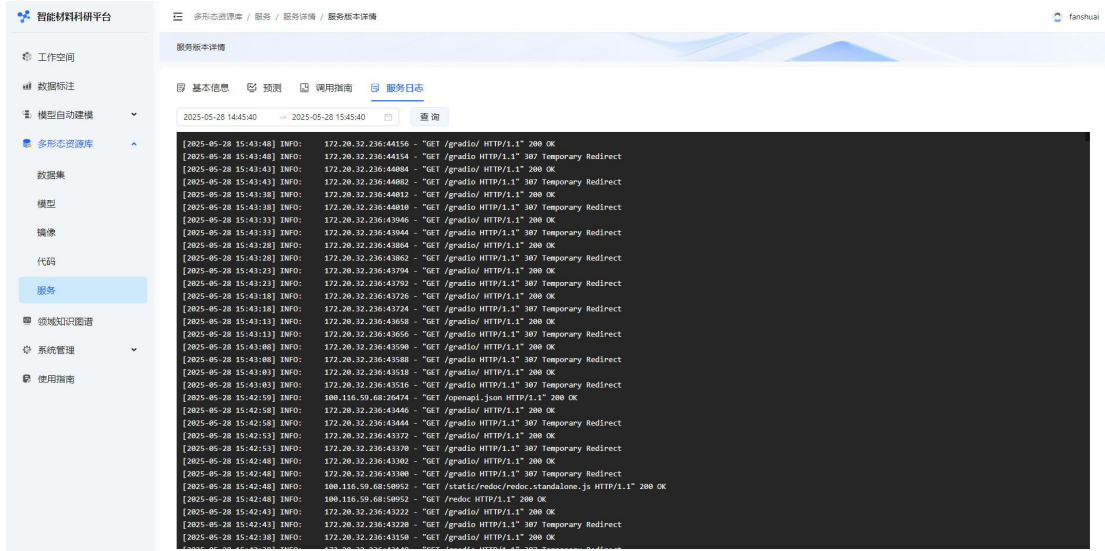 智能材料科研平台
多形态资源库 / 服务 / 服务详情 / 服务版本详情
fanshuai
工作空间
数据标注
模型自动建模
多形态资源库
数据集
模型
镜像
代码
服务
领域知识图谱
系统管理
使用指南
服务版本详情
基本信息 预测 调用指南 服务日志
2025-05-28 14:45:40 → 2025-05-28 15:45:40 查 询
[2025-05-28 15:43:48] INFO: 172.20.32.236:44156 - "GET /gradio/ HTTP/1.1" 200 OK
[2025-05-28 15:43:48] INFO: 172.20.32.236:44154 - "GET /gradio HTTP/1.1" 307 Temporary Redirect
[2025-05-28 15:43:43] INFO: 172.20.32.236:44084 - "GET /gradio/ HTTP/1.1" 200 OK
[2025-05-28 15:43:43] INFO: 172.20.32.236:44082 - "GET /gradio HTTP/1.1" 307 Temporary Redirect
[2025-05-28 15:43:38] INFO: 172.20.32.236:44012 - "GET /gradio/ HTTP/1.1" 200 OK
[2025-05-28 15:43:38] INFO: 172.20.32.236:44010 - "GET /gradio HTTP/1.1" 307 Temporary Redirect
[2025-05-28 15:43:33] INFO: 172.20.32.236:43946 - "GET /gradio/ HTTP/1.1" 200 OK
[2025-05-28 15:43:33] INFO: 172.20.32.236:43944 - "GET /gradio HTTP/1.1" 307 Temporary Redirect
[2025-05-28 15:43:28] INFO: 172.20.32.236:43864 - "GET /gradio/ HTTP/1.1" 200 OK
[2025-05-28 15:43:28] INFO: 172.20.32.236:43862 - "GET /gradio HTTP/1.1" 307 Temporary Redirect
[2025-05-28 15:43:23] INFO: 172.20.32.236:43794 - "GET /gradio/ HTTP/1.1" 200 OK
[2025-05-28 15:43:23] INFO: 172.20.32.236:43792 - "GET /gradio HTTP/1.1" 307 Temporary Redirect
[2025-05-28 15:43:18] INFO: 172.20.32.236:43726 - "GET /gradio/ HTTP/1.1" 200 OK
[2025-05-28 15:43:18] INFO: 172.20.32.236:43724 - "GET /gradio HTTP/1.1" 307 Temporary Redirect
[2025-05-28 15:43:13] INFO: 172.20.32.236:43658 - "GET /gradio/ HTTP/1.1" 200 OK
[2025-05-28 15:43:13] INFO: 172.20.32.236:43656 - "GET /gradio HTTP/1.1" 307 Temporary Redirect
[2025-05-28 15:43:08] INFO: 172.20.32.236:43590 - "GET /gradio/ HTTP/1.1" 200 OK
[2025-05-28 15:43:08] INFO: 172.20.32.236:43588 - "GET /gradio HTTP/1.1" 307 Temporary Redirect
[2025-05-28 15:43:03] INFO: 172.20.32.236:43518 - "GET /gradio/ HTTP/1.1" 200 OK
[2025-05-28 15:43:03] INFO: 172.20.32.236:43516 - "GET /gradio HTTP/1.1" 307 Temporary Redirect
[2025-05-28 15:42:59] INFO: 100.116.59.68:26474 - "GET /openapi.json HTTP/1.1" 200 OK
[2025-05-28 15:42:58] INFO: 172.20.32.236:43446 - "GET /gradio/ HTTP/1.1" 200 OK
[2025-05-28 15:42:58] INFO: 172.20.32.236:43444 - "GET /gradio HTTP/1.1" 307 Temporary Redirect
[2025-05-28 15:42:53] INFO: 172.20.32.236:43372 - "GET /gradio/ HTTP/1.1" 200 OK
[2025-05-28 15:42:53] INFO: 172.20.32.236:43370 - "GET /gradio HTTP/1.1" 307 Temporary Redirect
[2025-05-28 15:42:48] INFO: 172.20.32.236:43302 - "GET /gradio/ HTTP/1.1" 200 OK
[2025-05-28 15:42:48] INFO: 172.20.32.236:43300 - "GET /gradio HTTP/1.1" 307 Temporary Redirect
[2025-05-28 15:42:48] INFO: 100.116.59.68:50952 - "GET /static/redoc/redoc.standalone.js HTTP/1.1" 200 OK
[2025-05-28 15:42:48] INFO: 100.116.59.68:50952 - "GET /redoc HTTP/1.1" 200 OK
[2025-05-28 15:42:43] INFO: 172.20.32.236:43222 - "GET /gradio/ HTTP/1.1" 200 OK
[2025-05-28 15:42:43] INFO: 172.20.32.236:43220 - "GET /gradio HTTP/1.1" 307 Temporary Redirect
[2025-05-28 15:42:38] INFO: 172.20.32.236:43150 - "GET /gradio/ HTTP/1.1" 200 OK